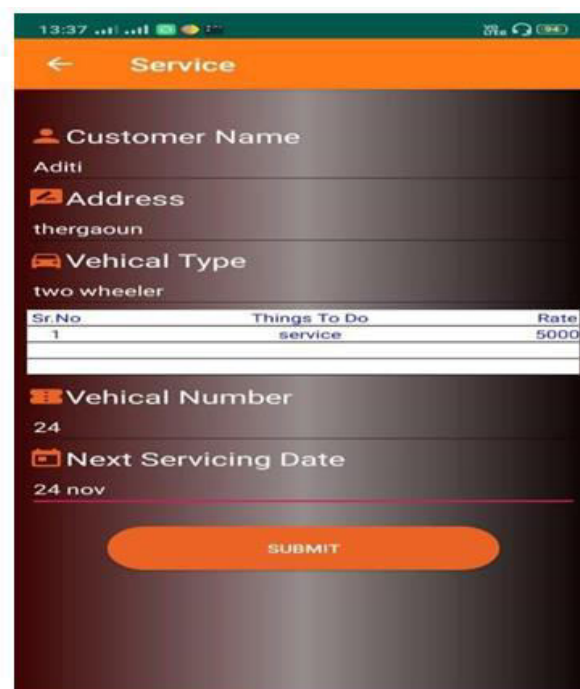 13:37
94
Service
Customer Name
Aditi
Address
thergaoun
Vehical Type
two wheeler
Sr.No Things To Do Rate
1 service 5000
Vehical Number
24
Next Servicing Date
24 nov
SUBMIT